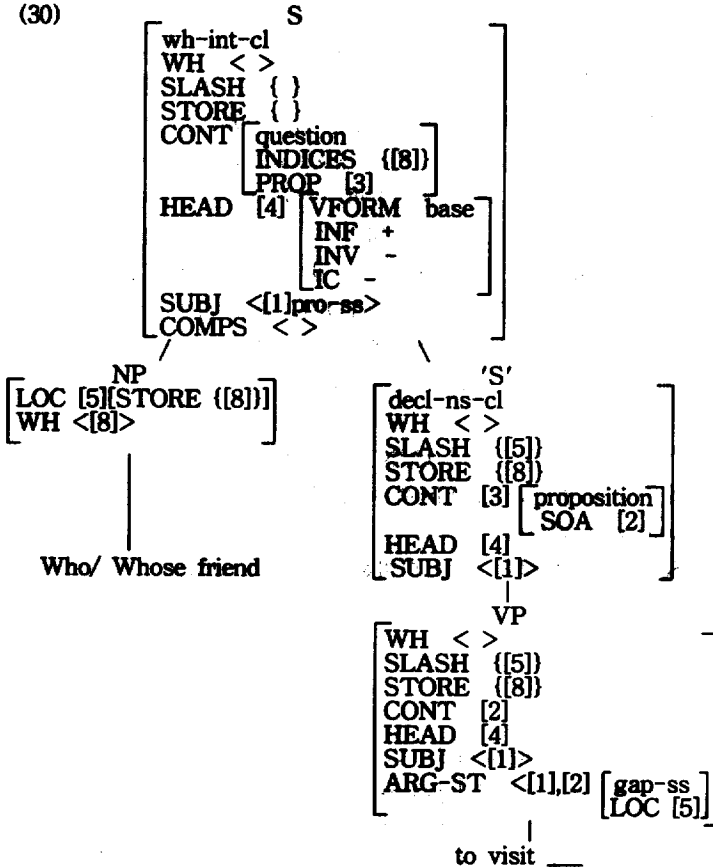 (30) S
wh-int-cl
WH < >
SLASH { }
STORE { }
CONT question
INDICES {[8]}
PROP [3]
HEAD [4] VFORM base
INF +
INV -
IC -
SUBJ <[1]pro-ss>
COMPS < >
NP
LOC [5][STORE {[8]}]
WH <[8]>
Who/ Whose friend
'S'
decl-ns-cl
WH < >
SLASH {[5]}
STORE {[8]}
CONT [3] proposition
SOA [2]
HEAD [4]
SUBJ <[1]>
VP
WH < >
SLASH {[5]}
STORE {[8]}
CONT [2]
HEAD [4]
SUBJ <[1]>
ARG-ST <[1],[2] gap-ss
LOC [5]
to visit ___